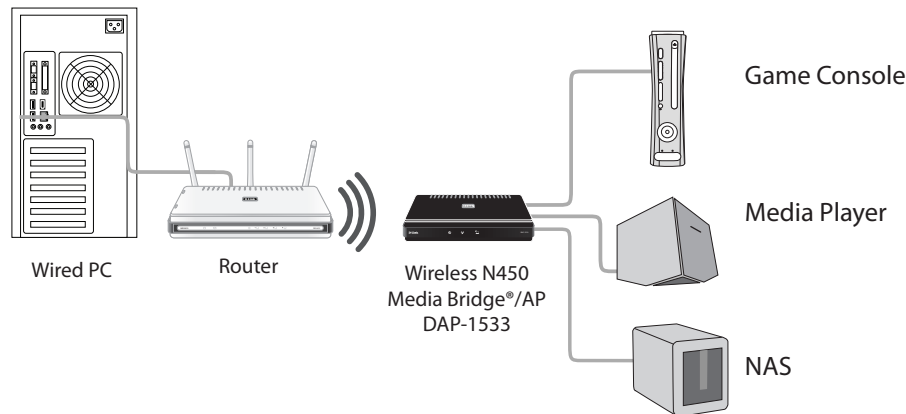 Game Console
Media Player
Wired PC
Router
Wireless N450
Media Bridge®/AP
DAP-1533
NAS